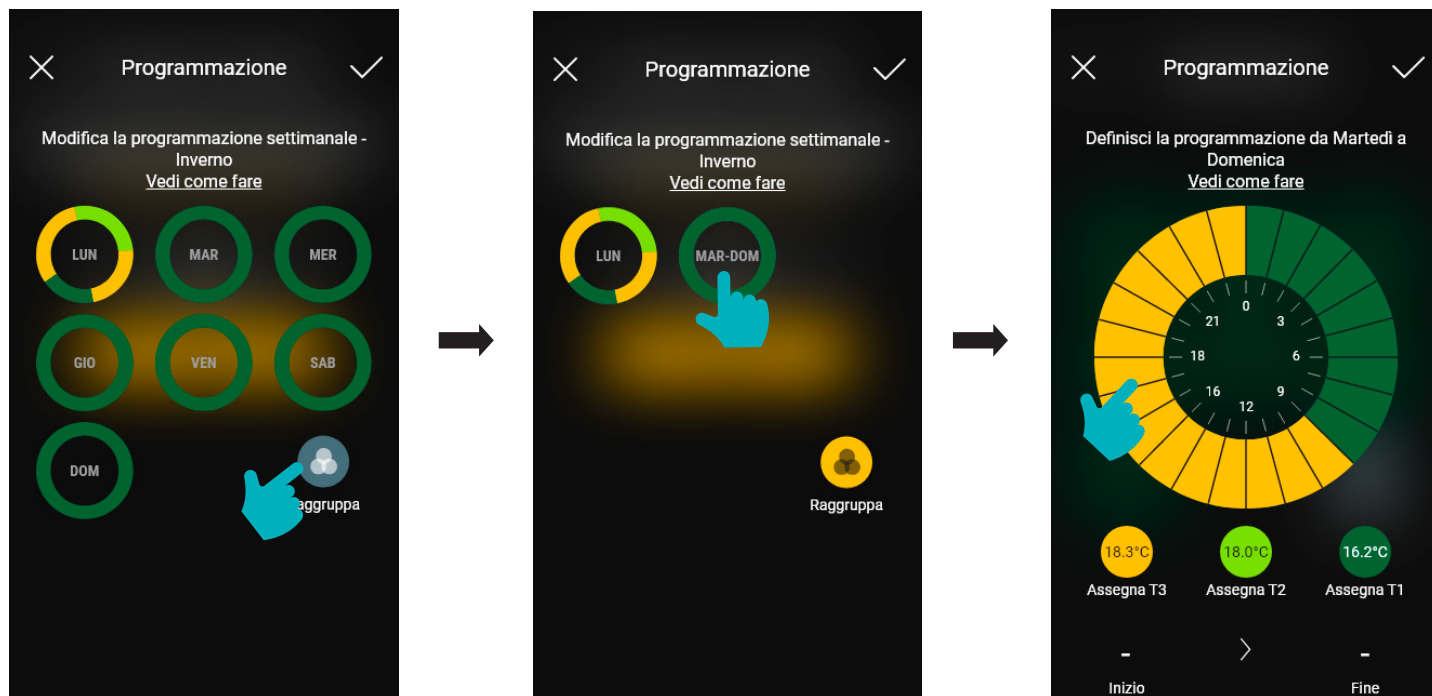 Programmazione
Modifica la programmazione settimanale -
Inverno
Vedi come fare
LUN
MAR
MER
GIO
VEN
SAB
DOM
aggruppa
Programmazione
Modifica la programmazione settimanale -
Inverno
Vedi come fare
LUN
MAR-DOM
Raggruppa
Programmazione
Definisci la programmazione da Martedì a
Domenica
Vedi come fare
0
21
3
18
6
16
9
12
18.3°C
18.0°C
16.2°C
Assegna T3
Assegna T2
Assegna T1
-
-
Inizio
Fine